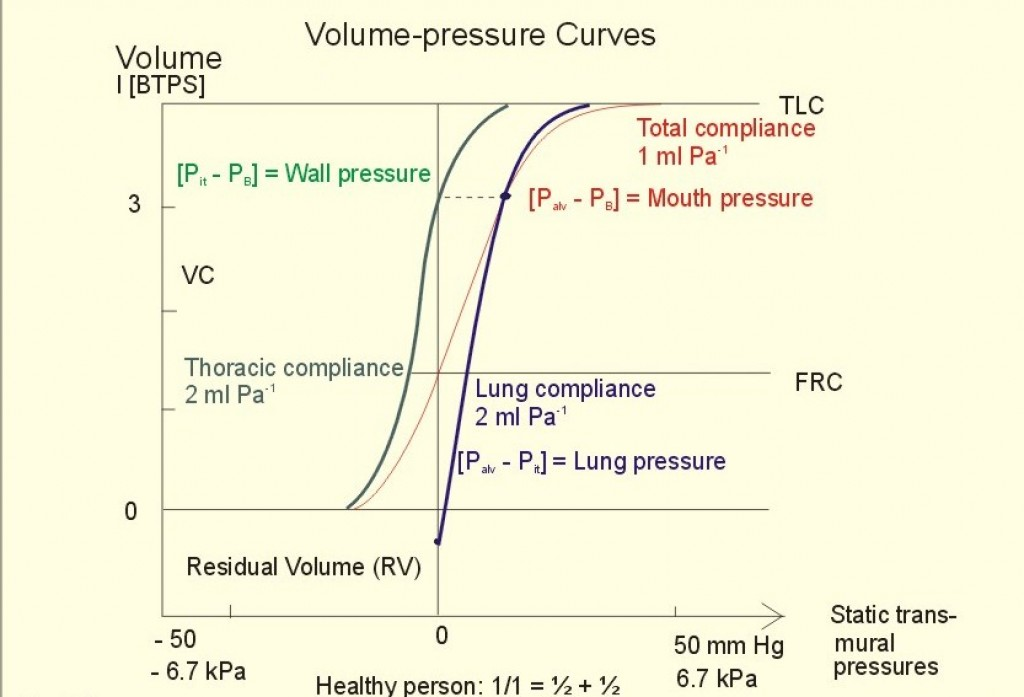 Volume-pressure Curves
Volume
l [BTPS]
TLC
Total compliance
1 ml Pa⁻¹
[Pit - PB] = Wall pressure
3
[Palv - PB] = Mouth pressure
VC
Thoracic compliance
2 ml Pa⁻¹
FRC
Lung compliance
2 ml Pa⁻¹
[Palv - Pit] = Lung pressure
0
Residual Volume (RV)
Static trans-
mural
pressures
- 50
0
50 mm Hg
- 6.7 kPa
6.7 kPa
Healthy person: 1/1 = ½ + ½